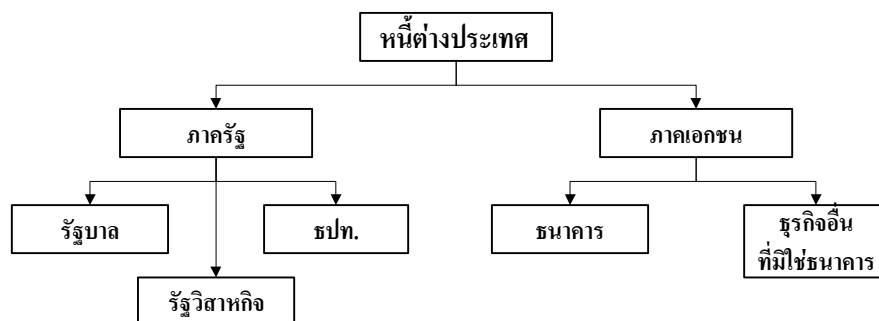 หนี้ต่างประเทศ
ภาครัฐ
ภาคเอกชน
รัฐบาล
ธปท.
ธนาคาร
ธุรกิจอื่น
ที่มิใช่ธนาคาร
รัฐวิสาหกิจ